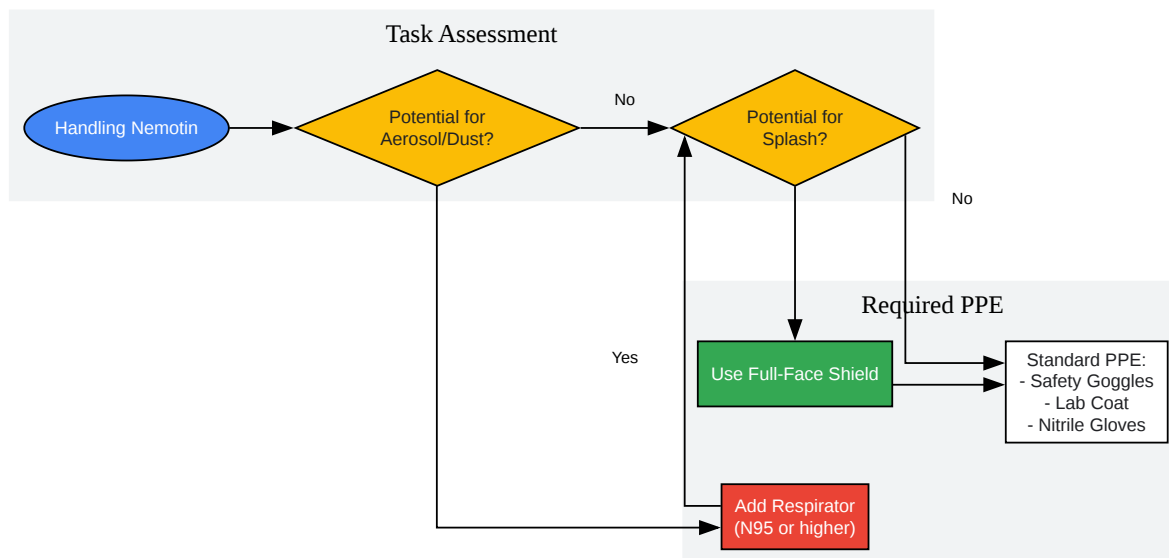 Task Assessment
Handling Nemotin
Potential for
Aerosol/Dust?
No
Potential for
Splash?
No
Required PPE
Yes
Use Full-Face Shield
Standard PPE:
- Safety Goggles
- Lab Coat
- Nitrile Gloves
Add Respirator
(N95 or higher)